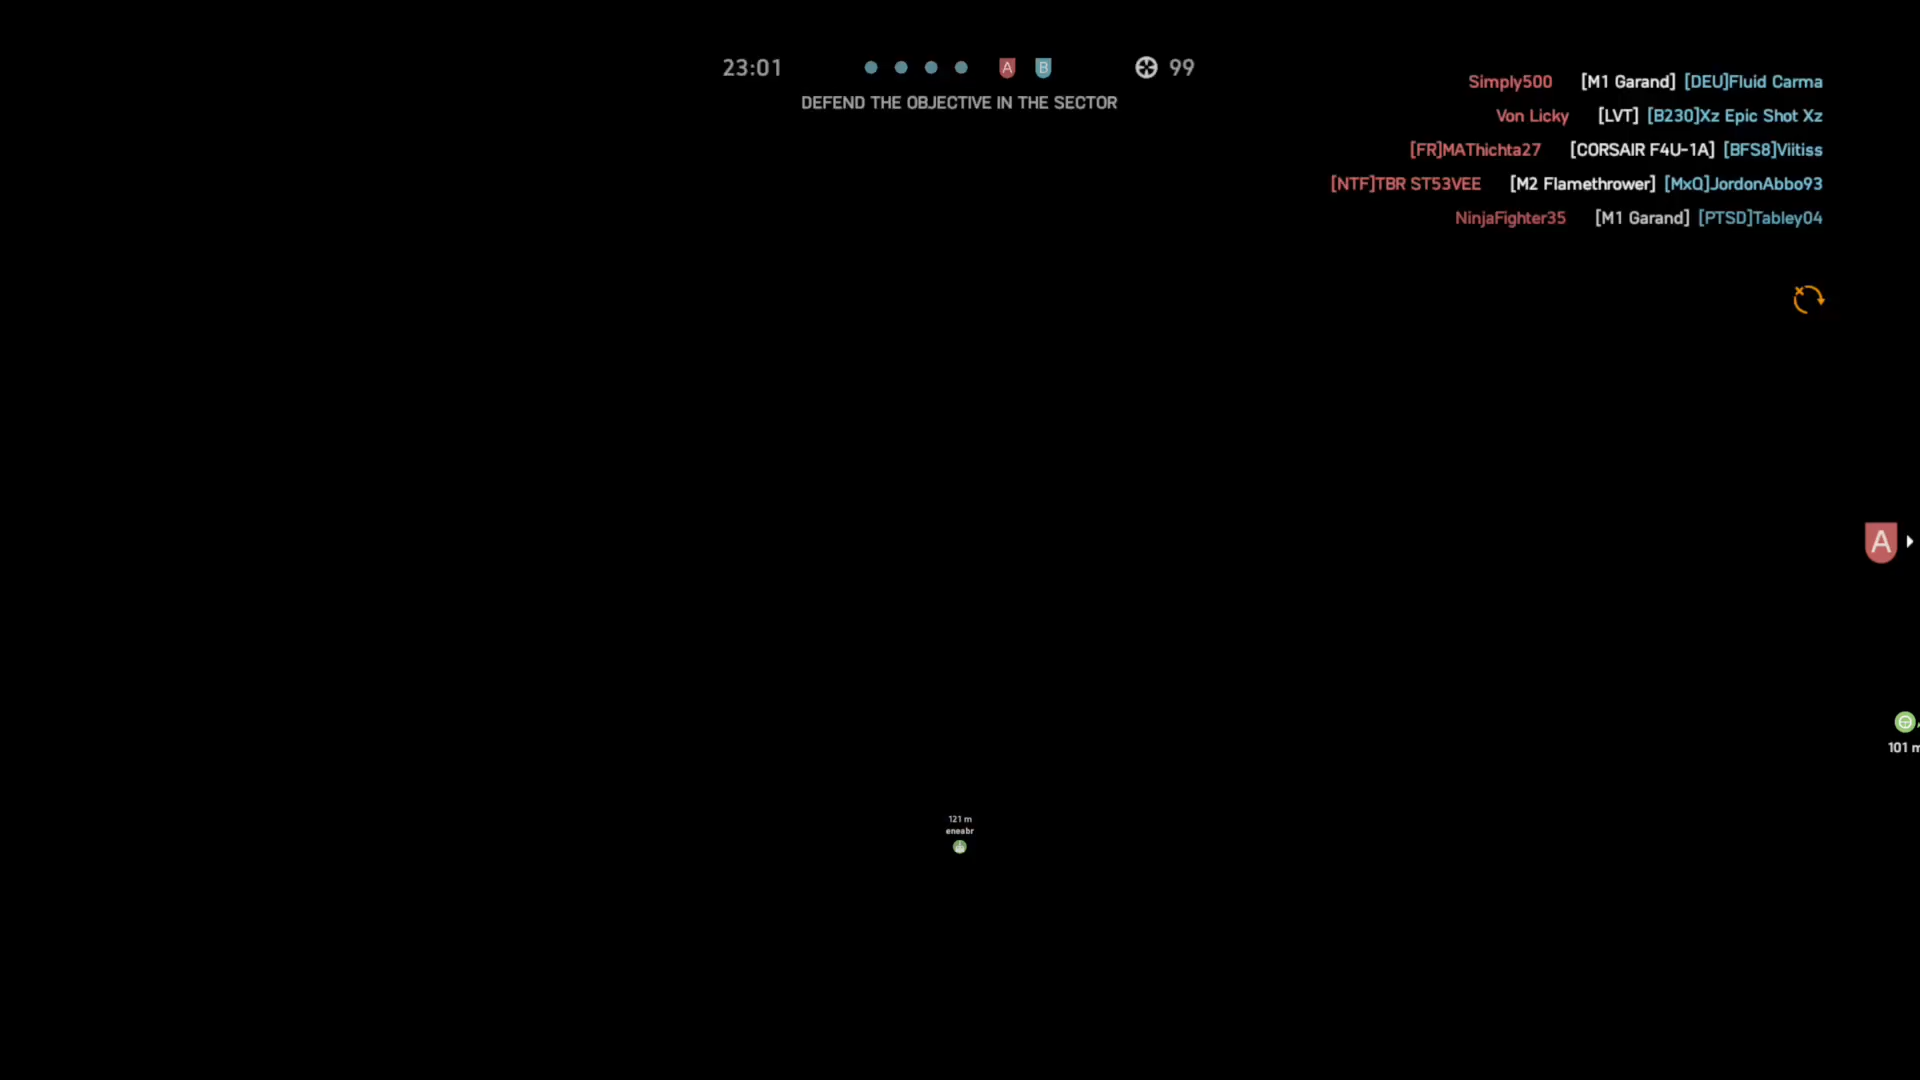 23:01 A B 99
DEFEND THE OBJECTIVE IN THE SECTOR
Simply500 [M1 Garand] [DEU]Fluid Carma
Von Licky [LVT] [B230]Xz Epic Shot Xz
[FR]MAThichta27 [CORSAIR F4U-1A] [BFS8]Viitiss
[NTF]TBR ST53VEE [M2 Flamethrower] [MxQ]JordonAbbo93
NinjaFighter35 [M1 Garand] [PTSD]Tabley04
A
101 m
121 m
eneabr